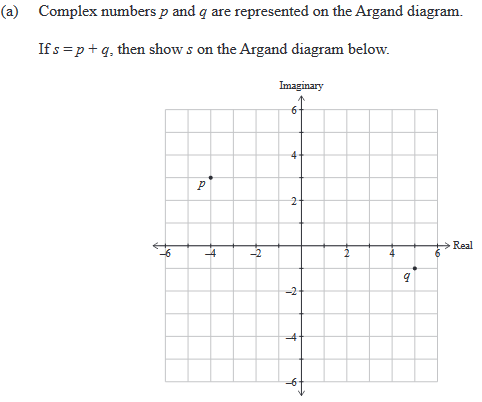 (a) Complex numbers p and q are represented on the Argand diagram.
If s = p + q, then show s on the Argand diagram below.
Imaginary
6
4
p
2
Real
–6 –4 –2 2 4 6
q
–2
–4
–6